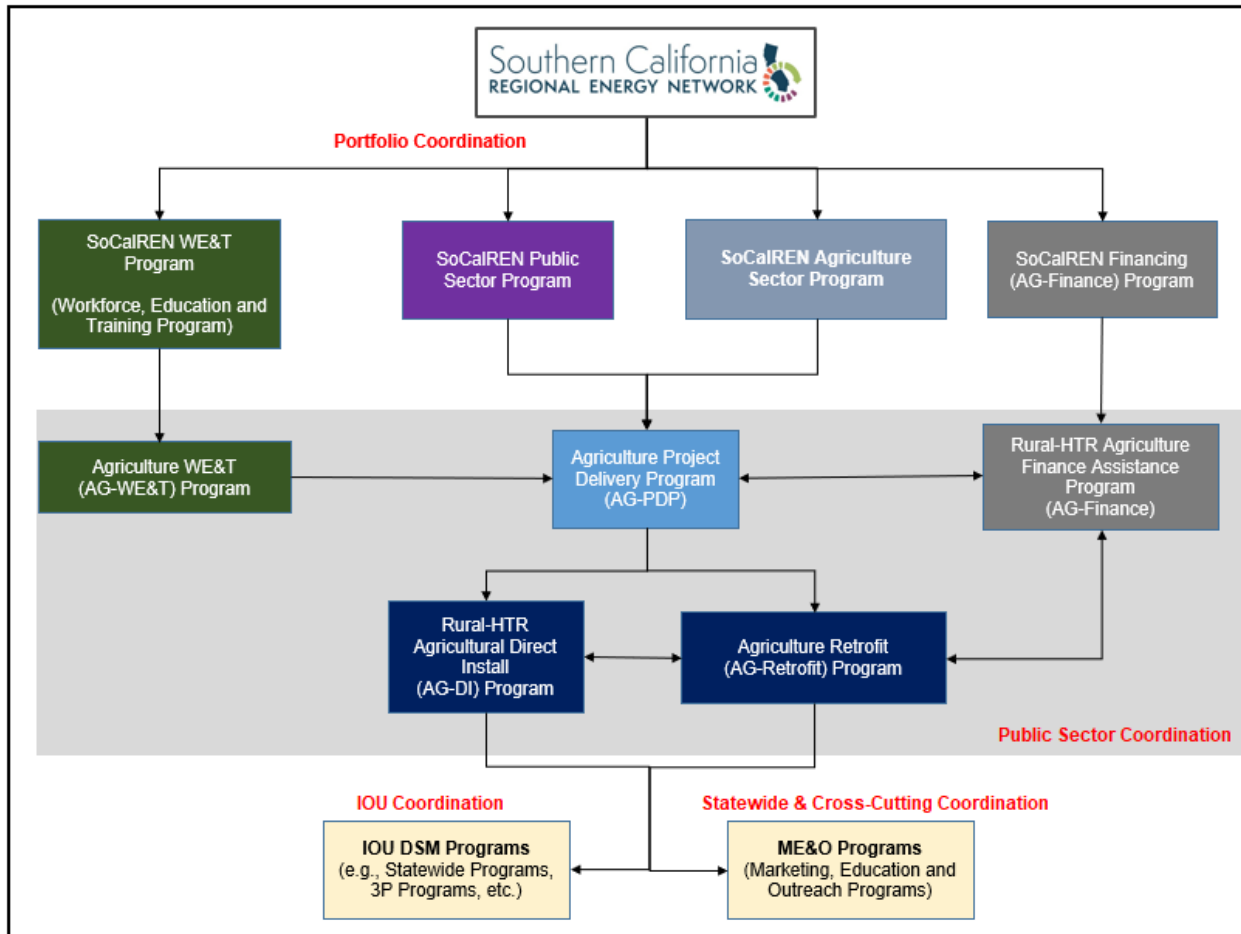 Southern California
REGIONAL ENERGY NETWORK
Portfolio Coordination
SoCalREN WE&T
Program
(Workforce, Education and
Training Program)
SoCalREN Public
Sector Program
SoCalREN Agriculture
Sector Program
SoCalREN Financing
(AG-Finance) Program
Agriculture WE&T
(AG-WE&T) Program
Agriculture Project
Delivery Program
(AG-PDP)
Rural-HTR Agriculture
Finance Assistance
Program
(AG-Finance)
Rural-HTR
Agricultural Direct
Install
(AG-DI) Program
Agriculture Retrofit
(AG-Retrofit) Program
Public Sector Coordination
IOU Coordination
Statewide & Cross-Cutting Coordination
IOU DSM Programs
(e.g., Statewide Programs,
3P Programs, etc.)
ME&O Programs
(Marketing, Education and
Outreach Programs)